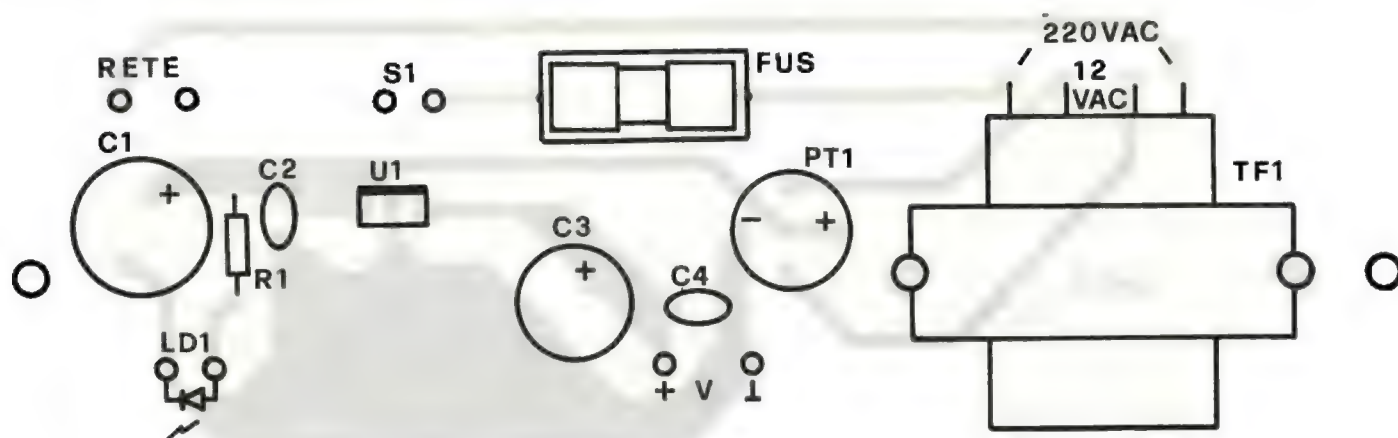 220VAC
RETE
S1
FUS
12
VAC
C1
C2
U1
PT1
TF1
+
- +
C3
+
R1
C4
LD1
+ V ⊥